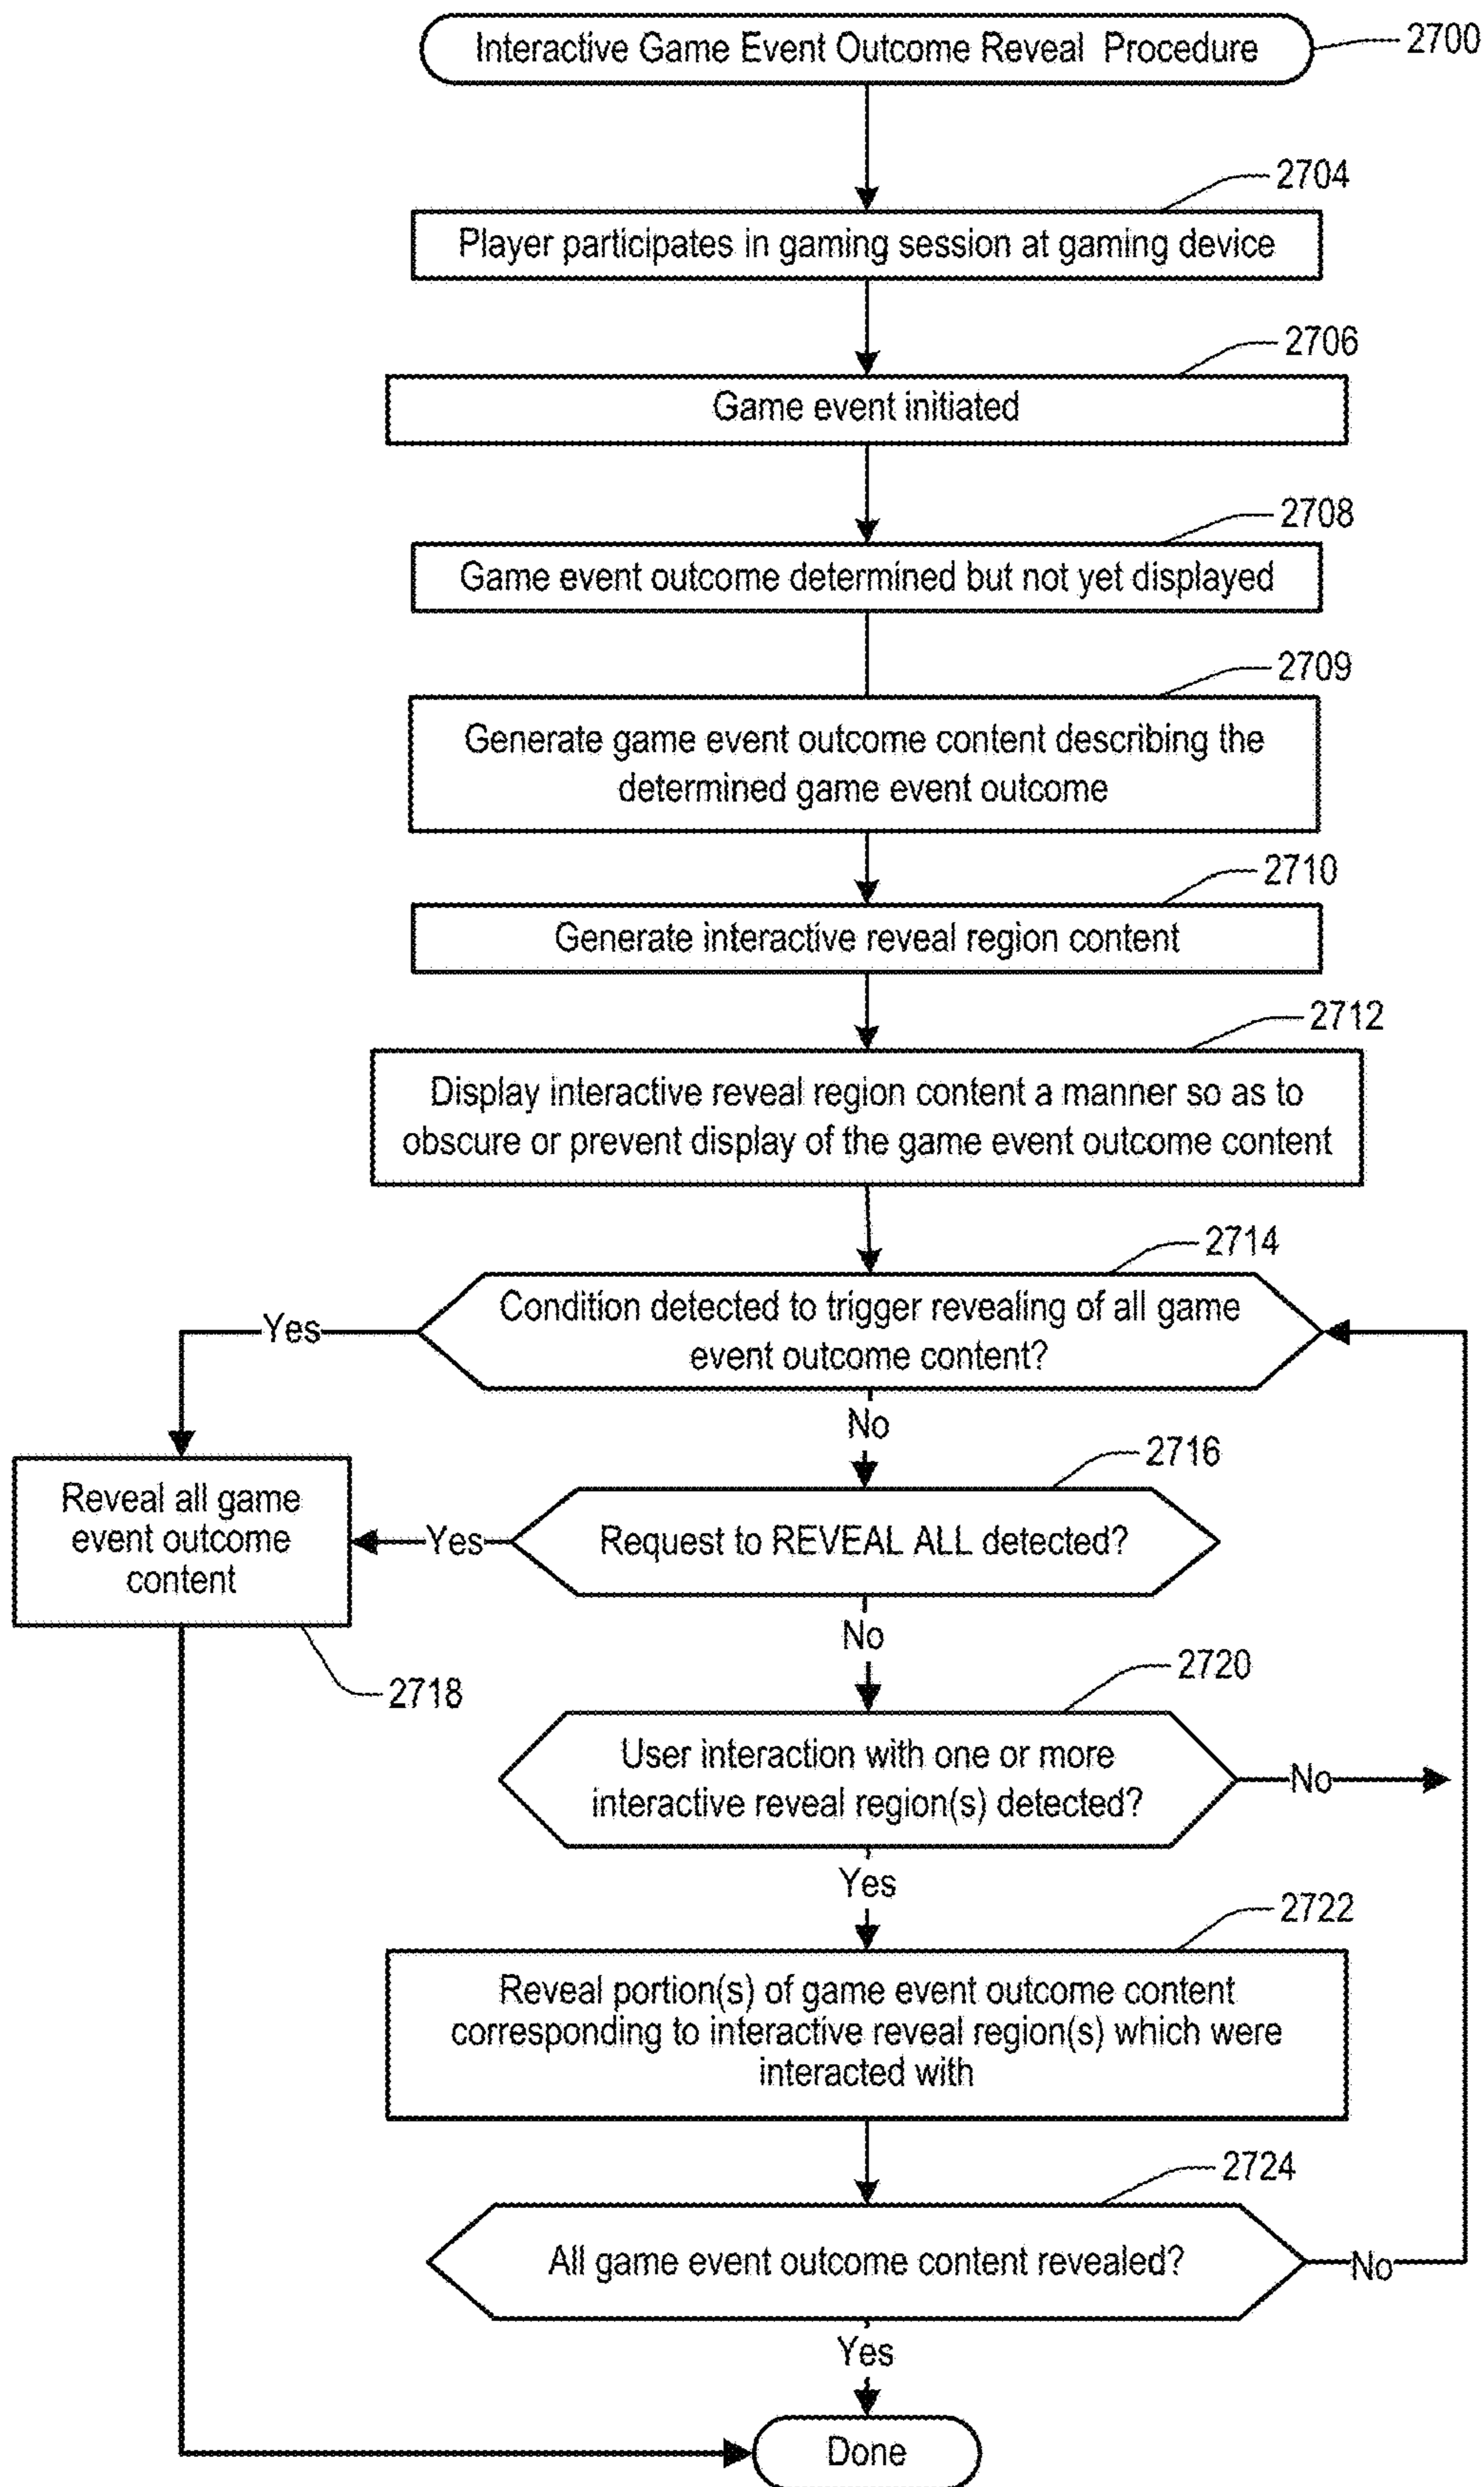 Interactive Game Event Outcome Reveal Procedure
2700
2704
Player participates in gaming session at gaming device
2706
Game event initiated
2708
Game event outcome determined but not yet displayed
2709
Generate game event outcome content describing the
determined game event outcome
2710
Generate interactive reveal region content
2712
Display interactive reveal region content a manner so as to
obscure or prevent display of the game event outcome content
2714
Condition detected to trigger revealing of all game
event outcome content?
Yes
No
2716
Request to REVEAL ALL detected?
Yes
Reveal all game
event outcome
content
2718
No
2720
User interaction with one or more
interactive reveal region(s) detected?
No
Yes
2722
Reveal portion(s) of game event outcome content
corresponding to interactive reveal region(s) which were
interacted with
2724
All game event outcome content revealed?
No
Yes
Done